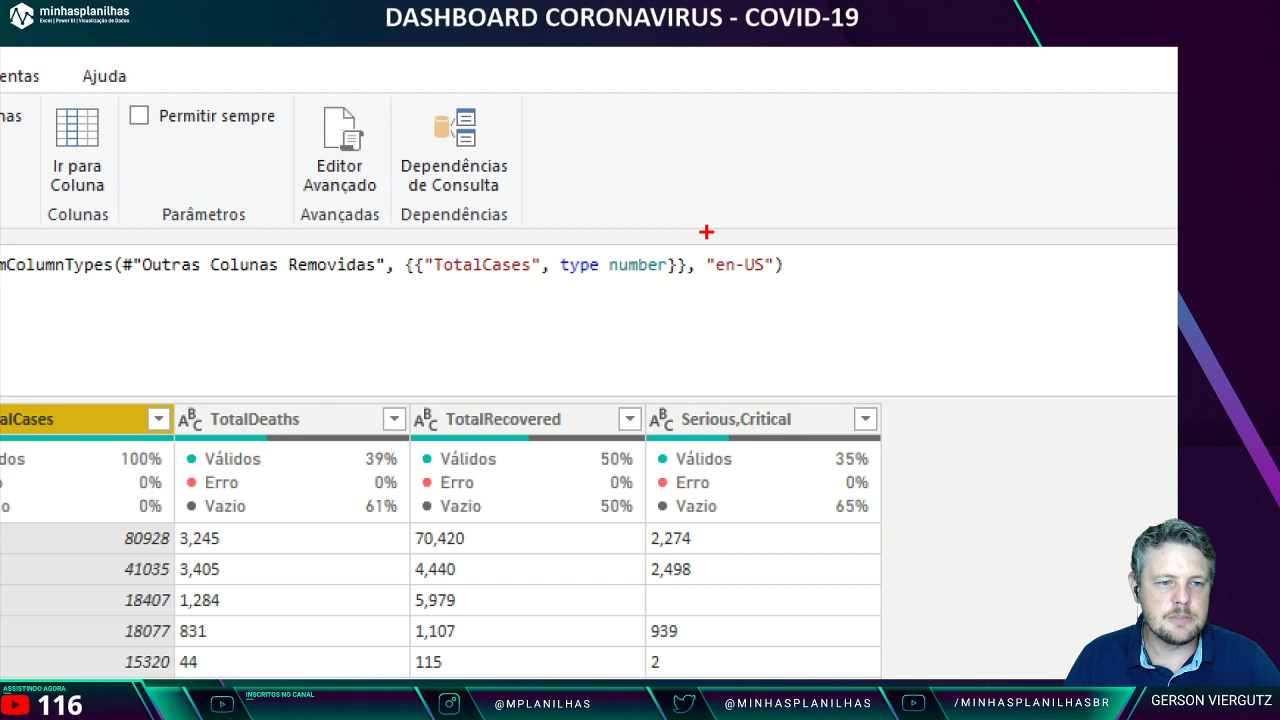 minhasplanilhas
Excel | Power BI | Visualização de Dados
DASHBOARD CORONAVIRUS - COVID-19
entas Ajuda
nas
Ir para Coluna
Colunas
Permitir sempre
Parâmetros
Editor Avançado
Avançadas
Dependências de Consulta
Dependências
mColumnTypes(#"Outras Colunas Removidas", {{"TotalCases", type number}}, "en-US")
alCases ABC TotalDeaths ABC TotalRecovered ABC Serious,Critical
dos 100% Válidos 39% Válidos 50% Válidos 35%
o 0% Erro 0% Erro 0% Erro 0%
o 0% Vazio 61% Vazio 50% Vazio 65%
80928 3,245 70,420 2,274
41035 3,405 4,440 2,498
18407 1,284 5,979
18077 831 1,107 939
15320 44 115 2
ASSISTINDO AGORA
116
INSCRITOS NO CANAL
@MPLANILHAS
@MINHASPLANILHAS
/MINHASPLANILHASBR
GERSON VIERGUTZ